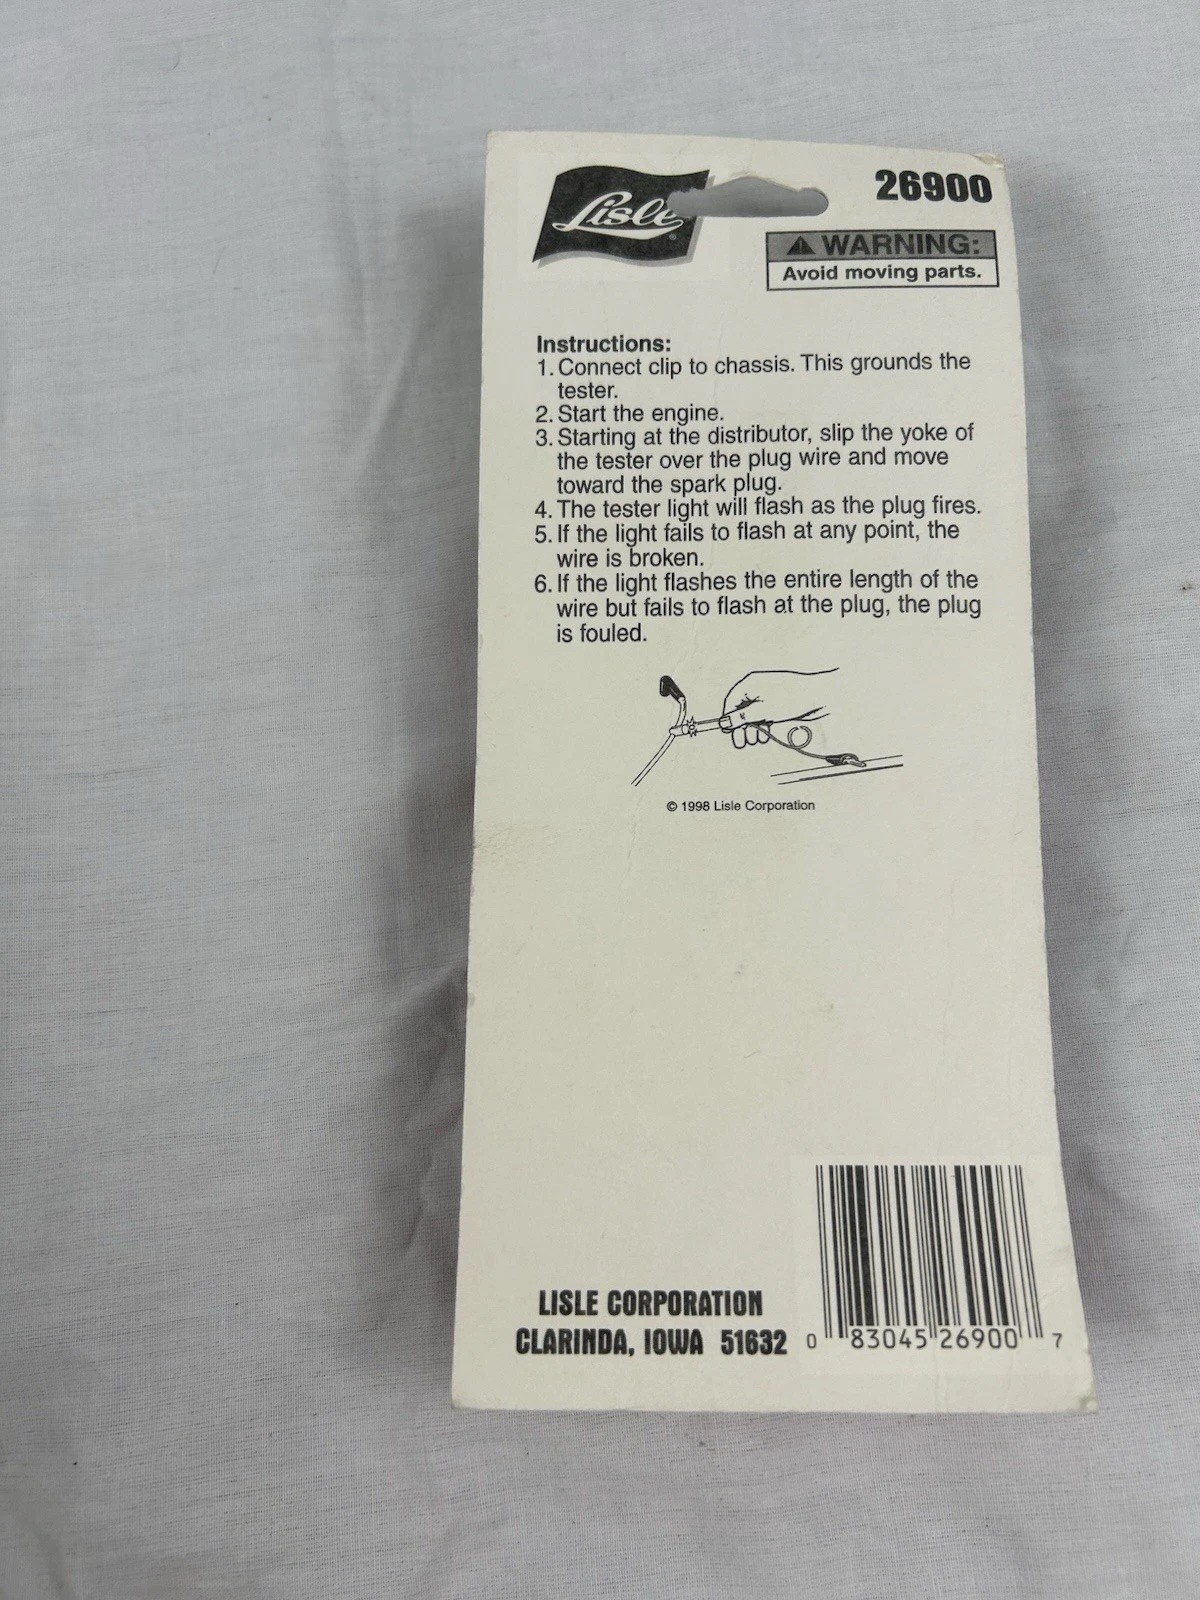 Lisle®
26900
WARNING:
Avoid moving parts.
Instructions:
1. Connect clip to chassis. This grounds the
tester.
2. Start the engine.
3. Starting at the distributor, slip the yoke of
the tester over the plug wire and move
toward the spark plug.
4. The tester light will flash as the plug fires.
5. If the light fails to flash at any point, the
wire is broken.
6. If the light flashes the entire length of the
wire but fails to flash at the plug, the plug
is fouled.
© 1998 Lisle Corporation
LISLE CORPORATION
CLARINDA, IOWA 51632
0 83045 26900 7